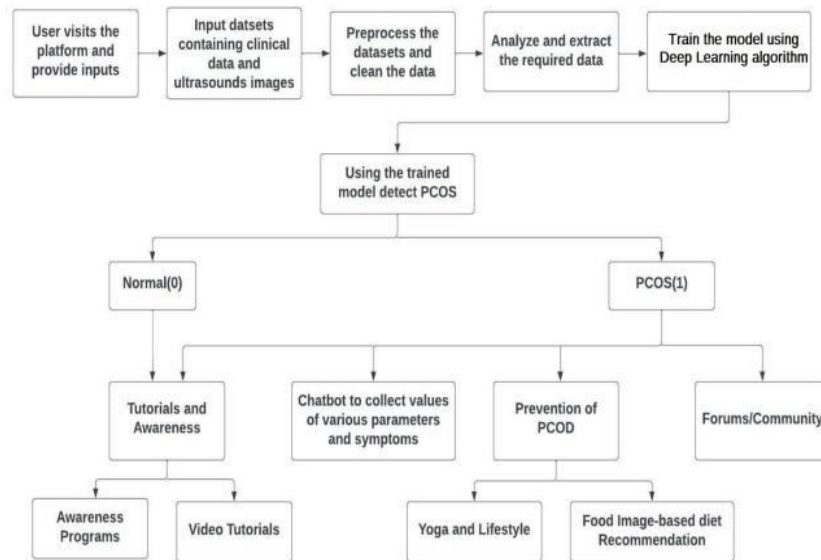 User visits the
platform and
provide inputs
Input datsets
containing clinical
data and
ultrasounds images
Preprocess the
datasets and
clean the data
Analyze and extract
the required data
Train the model using
Deep Learning algorithm
Using the trained
model detect PCOS
Normal(0)
PCOS(1)
Tutorials and
Awareness
Chatbot to collect values
of various parameters
and symptoms
Prevention of
PCOD
Forums/Community
Awareness
Programs
Video Tutorials
Yoga and Lifestyle
Food Image-based diet
Recommendation